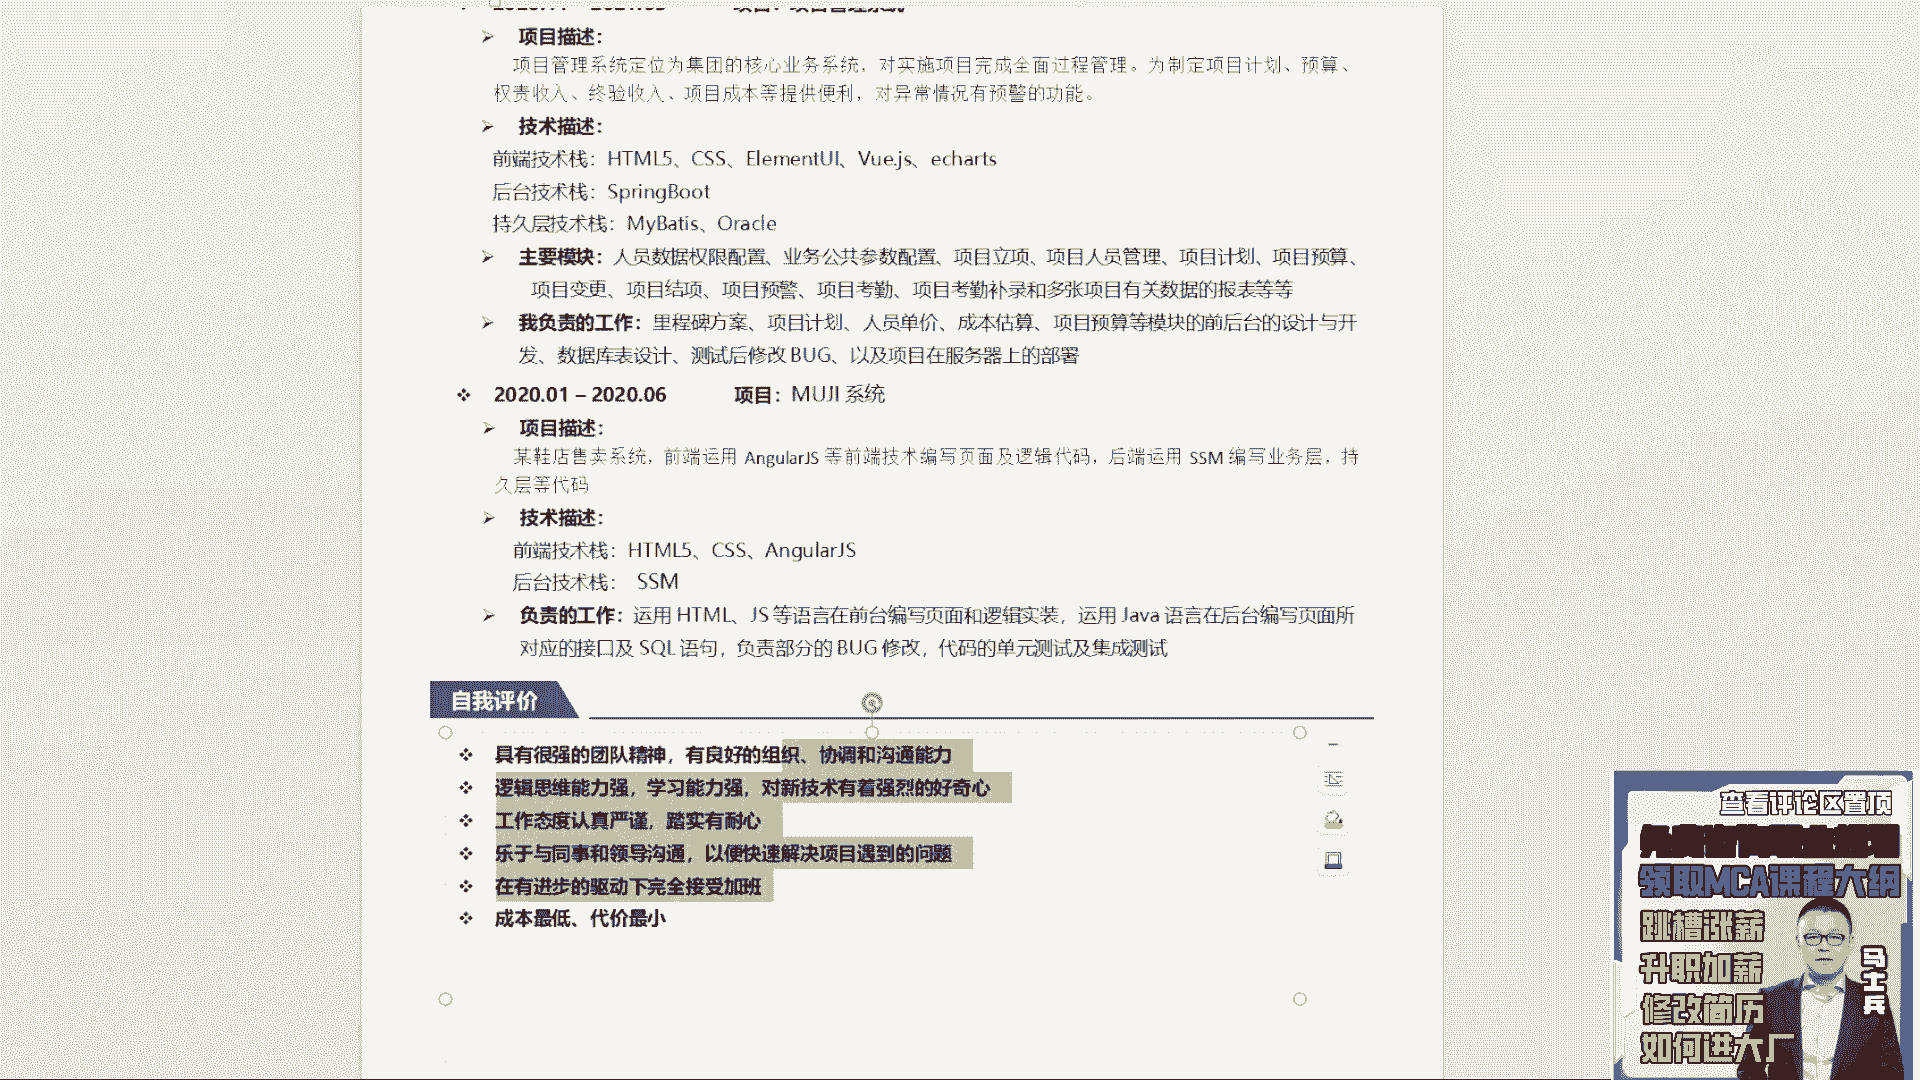 项目描述：
项目管理系统定位为集团的核心业务系统，对实施项目完成全面过程管理。为制定项目计划、预算、
权责收入、终验收入、项目成本等提供便利，对异常情况有预警的功能。
技术描述：
前端技术栈：HTML5、CSS、ElementUI、Vue.js、echarts
后台技术栈：SpringBoot
持久层技术栈：MyBatis、Oracle
主要模块：人员数据权限配置、业务公共参数配置、项目立项、项目人员管理、项目计划、项目预算、
项目变更、项目结项、项目预警、项目考勤、项目考勤补录和多张项目有关数据的报表等等
我负责的工作：里程碑方案、项目计划、人员单价、成本估算、项目预算等模块的前后台的设计与开
发、数据库表设计、测试后修改 BUG、以及项目在服务器上的部署
2020.01 – 2020.06 项目：MUJI 系统
项目描述：
某鞋店售卖系统，前端运用 AngularJS 等前端技术编写页面及逻辑代码，后端运用 SSM 编写业务层，持
久层等代码
技术描述：
前端技术栈：HTML5、CSS、AngularJS
后台技术栈： SSM
负责的工作：运用 HTML、JS 等语言在前台编写页面和逻辑实装，运用 Java 语言在后台编写页面所
对应的接口及 SQL 语句，负责部分的 BUG 修改，代码的单元测试及集成测试
自我评价
具有很强的团队精神，有良好的组织、协调和沟通能力
逻辑思维能力强，学习能力强，对新技术有着强烈的好奇心
工作态度认真严谨，踏实有耐心
乐于与同事和领导沟通，以便快速解决项目遇到的问题
在有进步的驱动下完全接受加班
成本最低、代价最小
查看评论区置顶
领取MCA课程大纲
跳槽涨薪
升职加薪
修改简历
如何进大厂
马士兵